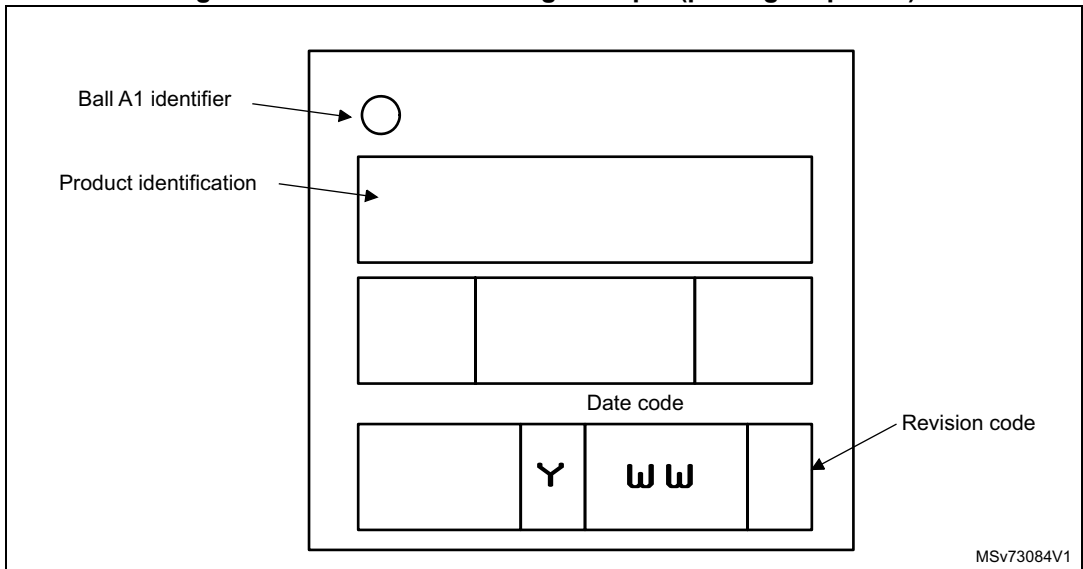 Ball A1 identifier
Product identification
Date code
Revision code
Y WW
MSv73084V1